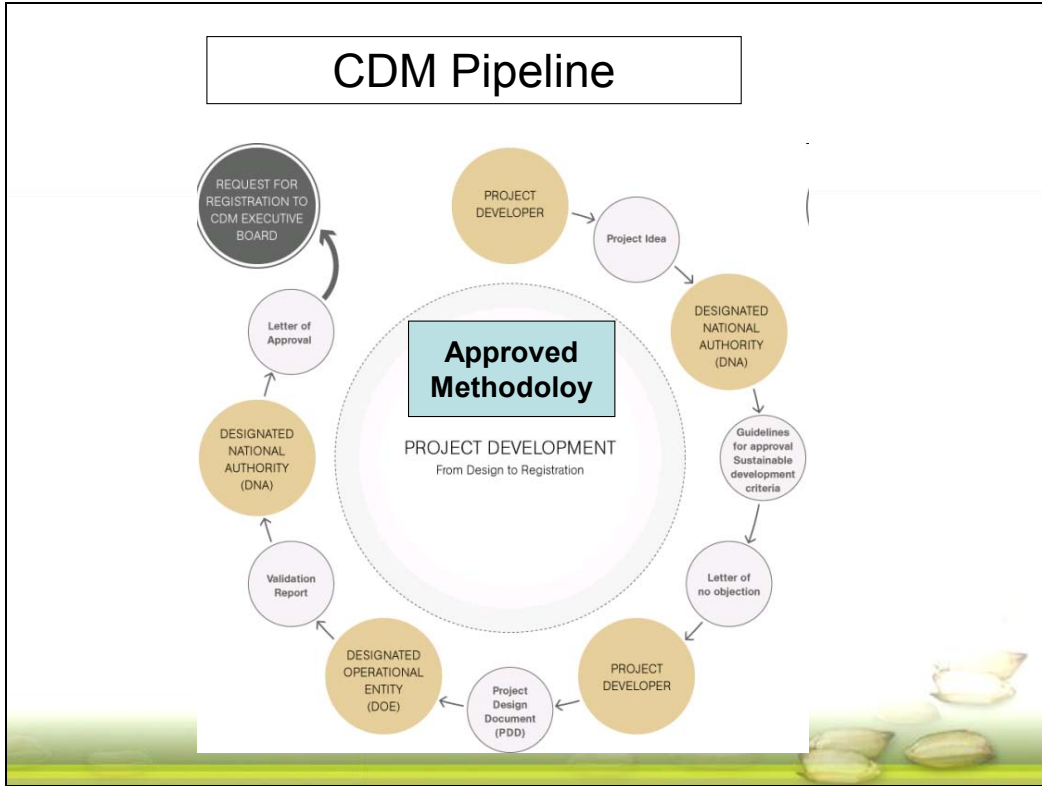 CDM Pipeline
REQUEST FOR
REGISTRATION TO
CDM EXECUTIVE
BOARD
PROJECT
DEVELOPER
Project Idea
DESIGNATED
NATIONAL
AUTHORITY
(DNA)
Guidelines
for approval
Sustainable
development
criteria
Letter of
no objection
PROJECT
DEVELOPER
Project
Design
Document
(PDD)
DESIGNATED
OPERATIONAL
ENTITY
(DOE)
Validation
Report
DESIGNATED
NATIONAL
AUTHORITY
(DNA)
Letter of
Approval
Approved
Methodoloy
PROJECT DEVELOPMENT
From Design to Registration